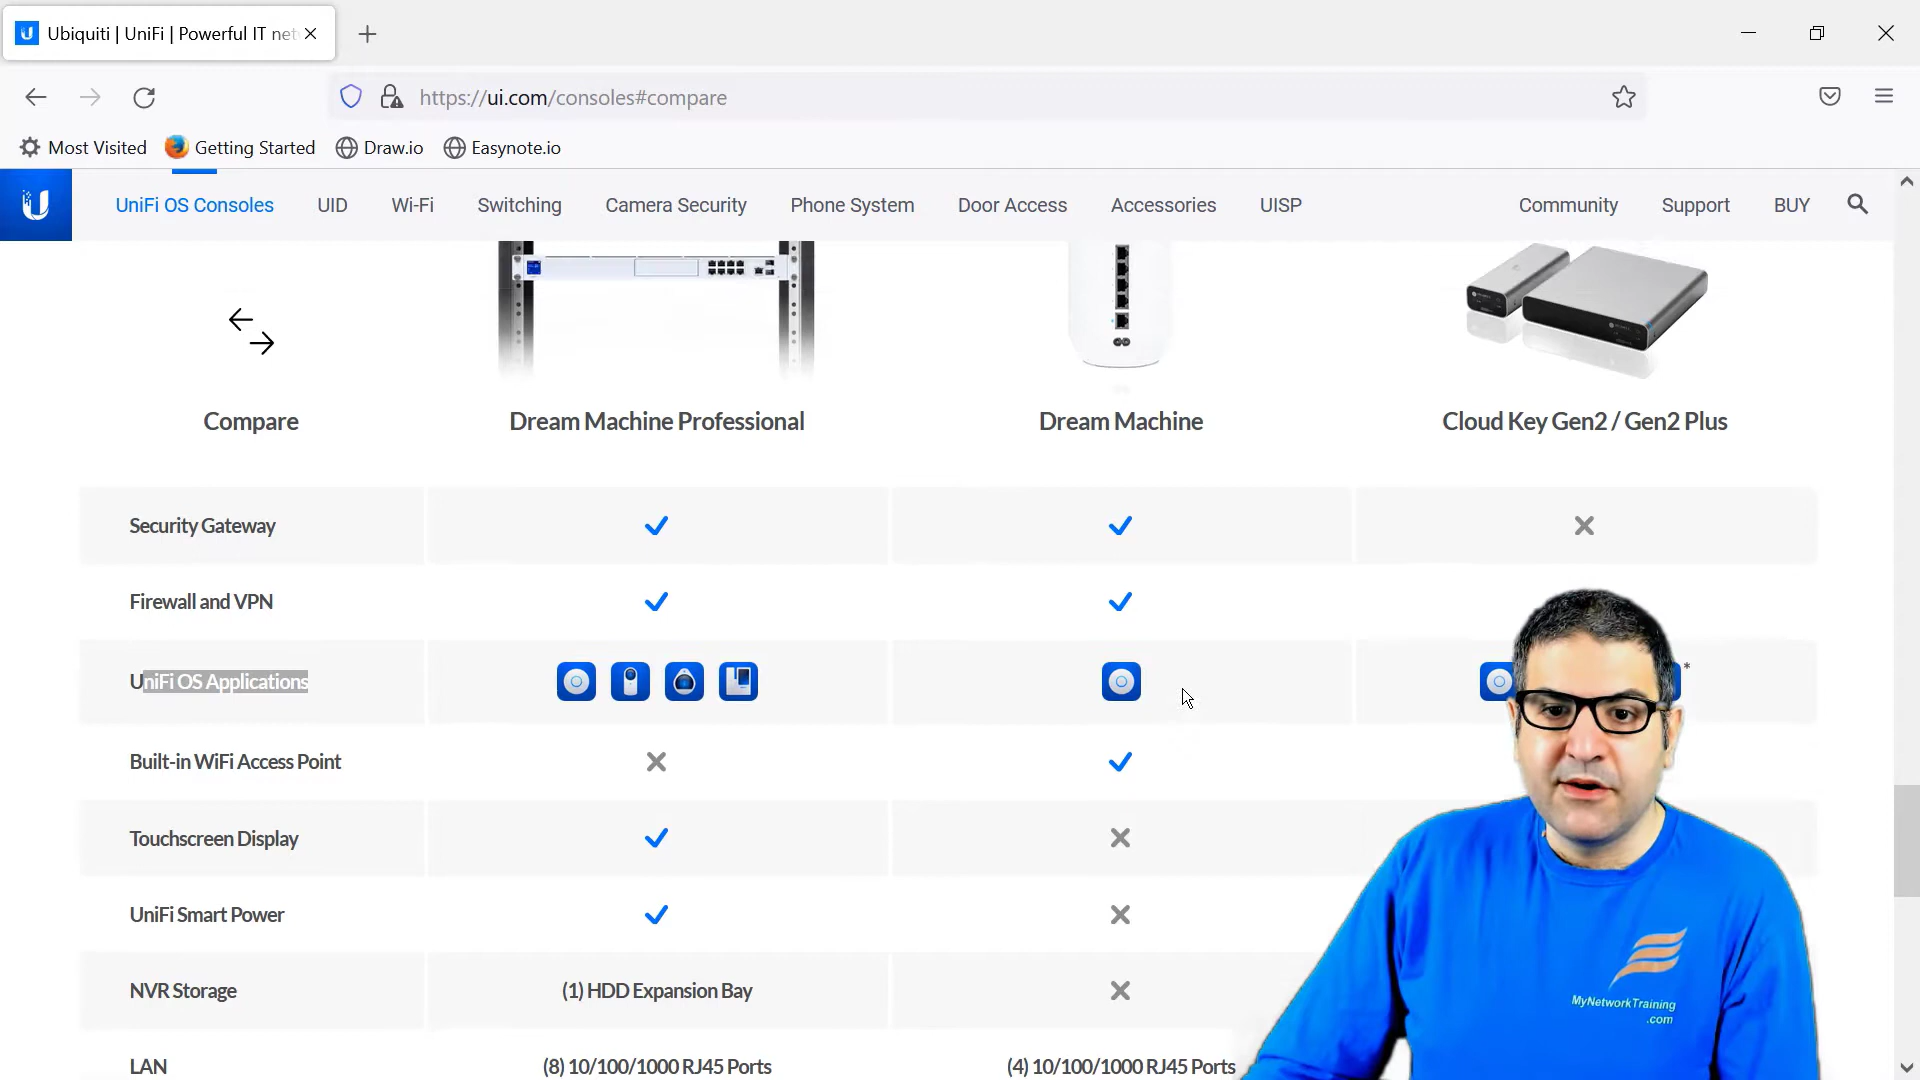 Ubiquiti | UniFi | Powerful IT net
https://ui.com/consoles#compare
Most Visited Getting Started Draw.io Easynote.io
UniFi OS Consoles UID Wi-Fi Switching Camera Security Phone System Door Access Accessories UISP Community Support BUY
Compare Dream Machine Professional Dream Machine Cloud Key Gen2 / Gen2 Plus
Security Gateway
Firewall and VPN
UniFi OS Applications *
Built-in WiFi Access Point
Touchscreen Display
UniFi Smart Power
NVR Storage (1) HDD Expansion Bay
LAN (8) 10/100/1000 RJ45 Ports (4) 10/100/1000 RJ45 Ports
MyNetworkTraining
.com